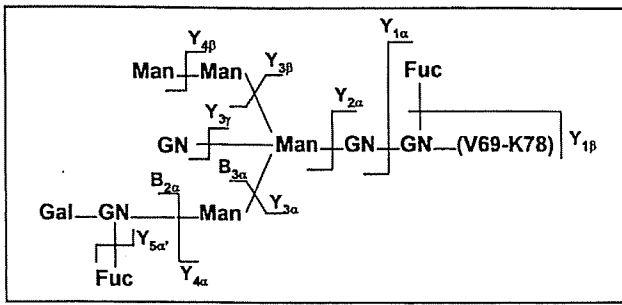 Y1α
Y4β Fuc
Man Man Y3β
Y2α
Y3γ
GN Man GN GN (V69-K78) Y1β
B2α B3α
Gal GN Man Y3α
Y5α'
Fuc Y4α